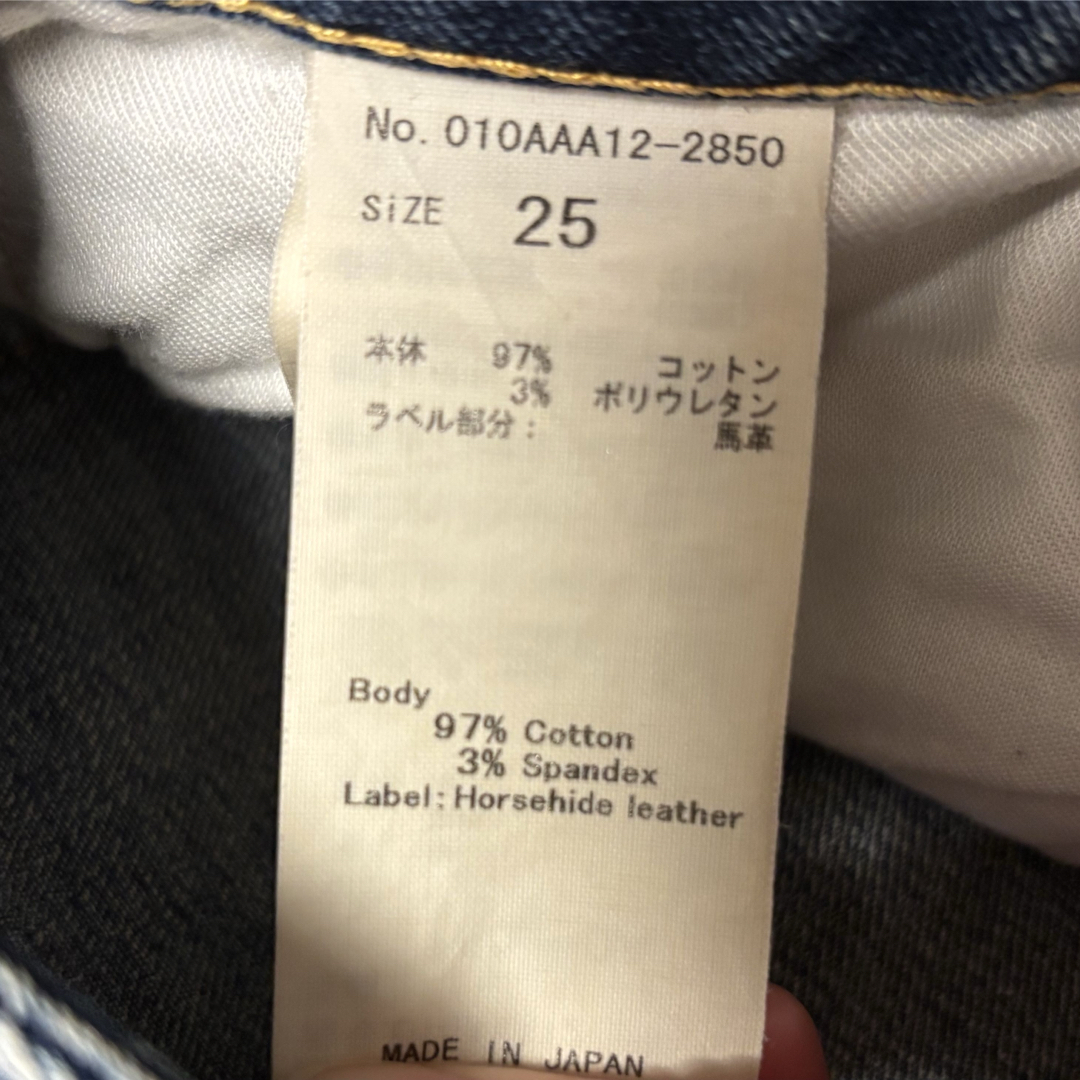 No. 010AAA12-2850
SiZE 25
本体 97% コットン
3% ポリウレタン
ラベル部分: 馬革
Body
97% Cotton
3% Spandex
Label: Horsehide leather
MADE IN JAPAN